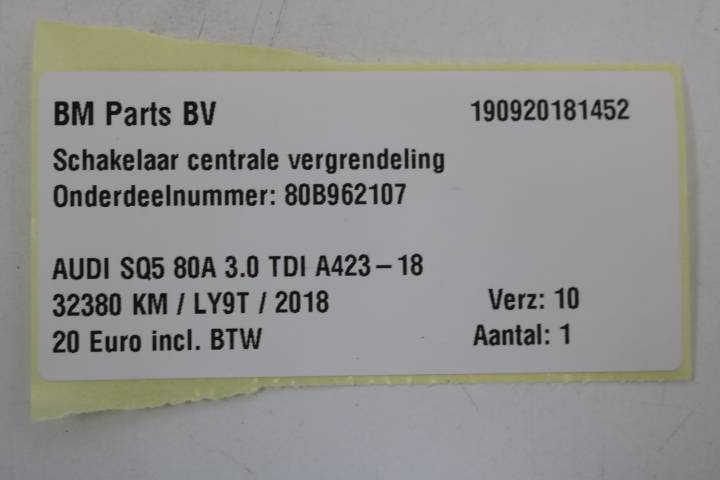 BM Parts BV 190920181452
Schakelaar centrale vergrendeling
Onderdeelnummer: 80B962107
AUDI SQ5 80A 3.0 TDI A423-18
32380 KM / LY9T / 2018 Verz: 10
20 Euro incl. BTW Aantal: 1